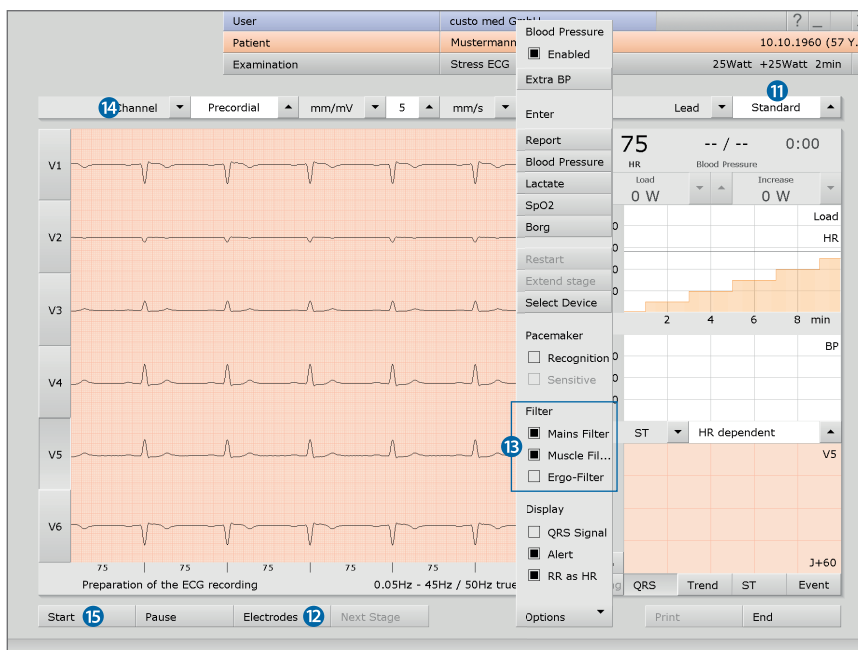 User custo med G
? _
Patient Mustermann 10.10.1960 (57 Y.
Examination Stress ECG 25Watt +25Watt 2min
Blood Pressure
Enabled
Extra BP
Enter
Report
Blood Pressure
Lactate
SpO2
Borg
Restart
Extend stage
Select Device
Pacemaker
Recognition
Sensitive
Filter
13
Mains Filter
Muscle Fil...
Ergo-Filter
Display
QRS Signal
Alert
RR as HR
Options
11
14 Channel Precordial mm/mV 5 mm/s Lead Standard
V1
V2
V3
V4
V5
V6
75 75 75 75 75
Preparation of the ECG recording 0.05Hz - 45Hz / 50Hz true
75 -- / -- 0:00
HR Blood Pressure
Load Increase
0 W 0 W
Load
HR
2 4 6 8 min
BP
ST HR dependent
V5
J+60
QRS Trend ST Event
Start 15 Pause Electrodes 12 Next Stage Print End